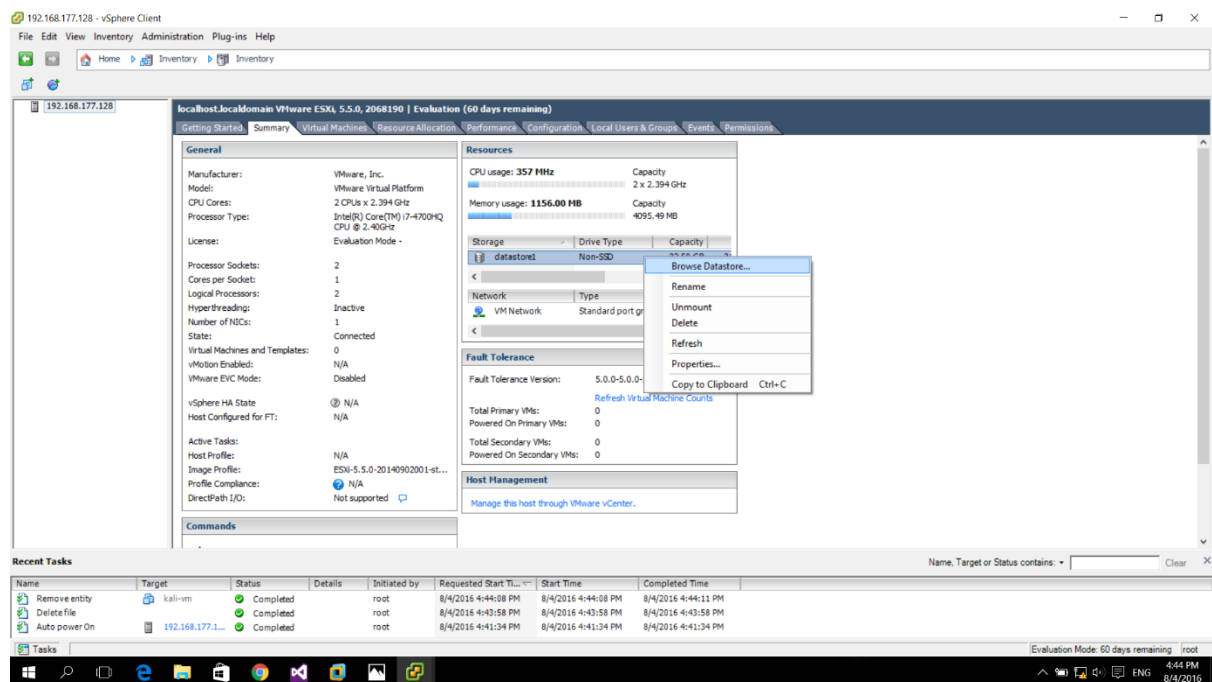 192.168.177.128 - vSphere Client
File Edit View Inventory Administration Plug-ins Help
Home Inventory Inventory
192.168.177.128
localhost.localdomain VMware ESXi, 5.5.0, 2068190 | Evaluation (60 days remaining)
Getting Started Summary Virtual Machines Resource Allocation Performance Configuration Local Users & Groups Events Permissions
General
Manufacturer: VMware, Inc.
Model: VMware Virtual Platform
CPU Cores: 2 CPUs x 2.394 GHz
Processor Type: Intel(R) Core(TM) i7-4700HQ
CPU @ 2.40GHz
License: Evaluation Mode -
Processor Sockets: 2
Cores per Socket: 1
Logical Processors: 2
Hyperthreading: Inactive
Number of NICs: 1
State: Connected
Virtual Machines and Templates: 0
vMotion Enabled: N/A
VMware EVC Mode: Disabled
vSphere HA State N/A
Host Configured for FT: N/A
Active Tasks:
Host Profile: N/A
Image Profile: ESXi-5.5.0-20140902001-st...
Profile Compliance: N/A
DirectPath I/O: Not supported
Commands
Resources
CPU usage: 357 MHz Capacity
2 x 2.394 GHz
Memory usage: 1156.00 MB Capacity
4095.49 MB
Storage Drive Type Capacity
datastore1 Non-SSD
Network Type
VM Network Standard port gr
Browse Datastore...
Rename
Unmount
Delete
Refresh
Properties...
Copy to Clipboard Ctrl+C
Fault Tolerance
Fault Tolerance Version: 5.0.0-5.0.0-
Refresh Virtual Machine Counts
Total Primary VMs: 0
Powered On Primary VMs: 0
Total Secondary VMs: 0
Powered On Secondary VMs: 0
Host Management
Manage this host through VMware vCenter.
Recent Tasks
Name, Target or Status contains: Clear
Name Target Status Details Initiated by Requested Start Ti... Start Time Completed Time
Remove entity kali-vm Completed root 8/4/2016 4:44:08 PM 8/4/2016 4:44:08 PM 8/4/2016 4:44:11 PM
Delete file Completed root 8/4/2016 4:43:58 PM 8/4/2016 4:43:58 PM 8/4/2016 4:43:58 PM
Auto power On 192.168.177.1... Completed root 8/4/2016 4:41:34 PM 8/4/2016 4:41:34 PM 8/4/2016 4:41:34 PM
Tasks
Evaluation Mode: 60 days remaining root
ENG
4:44 PM
8/4/2016